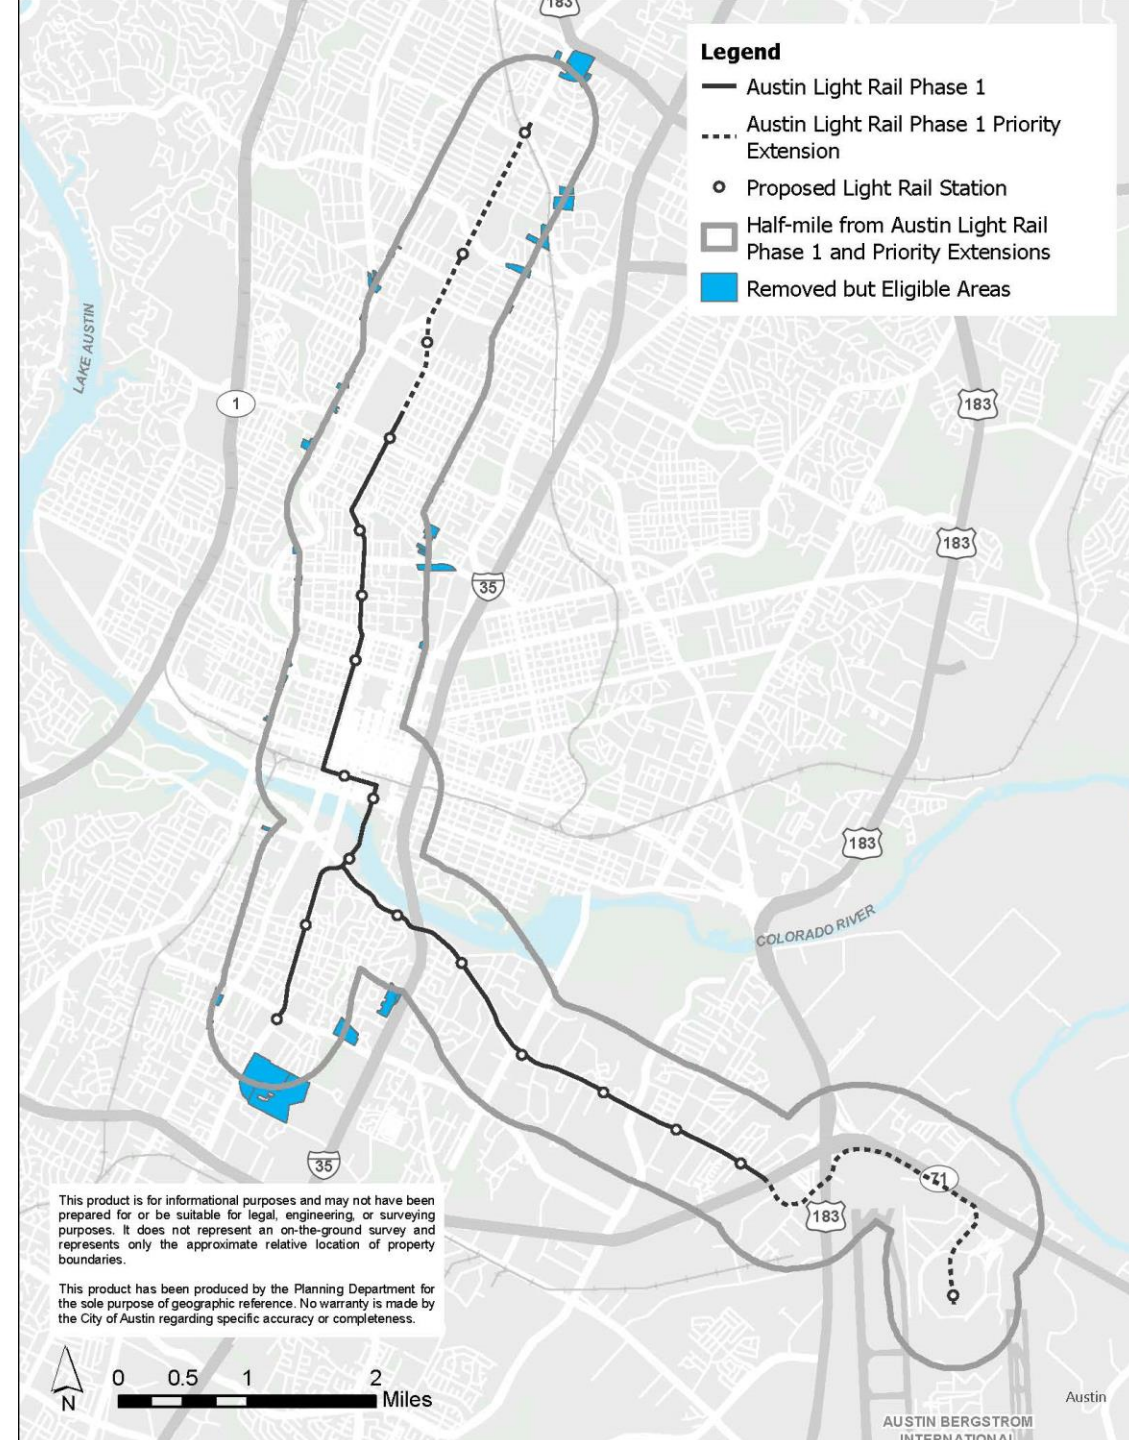 183
Legend
Austin Light Rail Phase 1
Austin Light Rail Phase 1 Priority
Extension
Proposed Light Rail Station
Half-mile from Austin Light Rail
Phase 1 and Priority Extensions
Removed but Eligible Areas
LAKE AUSTIN
1
183
183
35
183
COLORADO RIVER
35
71
183
This product is for informational purposes and may not have been
prepared for or be suitable for legal, engineering, or surveying
purposes. It does not represent an on-the-ground survey and
represents only the approximate relative location of property
boundaries.
This product has been produced by the Planning Department for
the sole purpose of geographic reference. No warranty is made by
the City of Austin regarding specific accuracy or completeness.
N
0 0.5 1 2
Miles
Austin
AUSTIN BERGSTROM
INTERNATIONAL